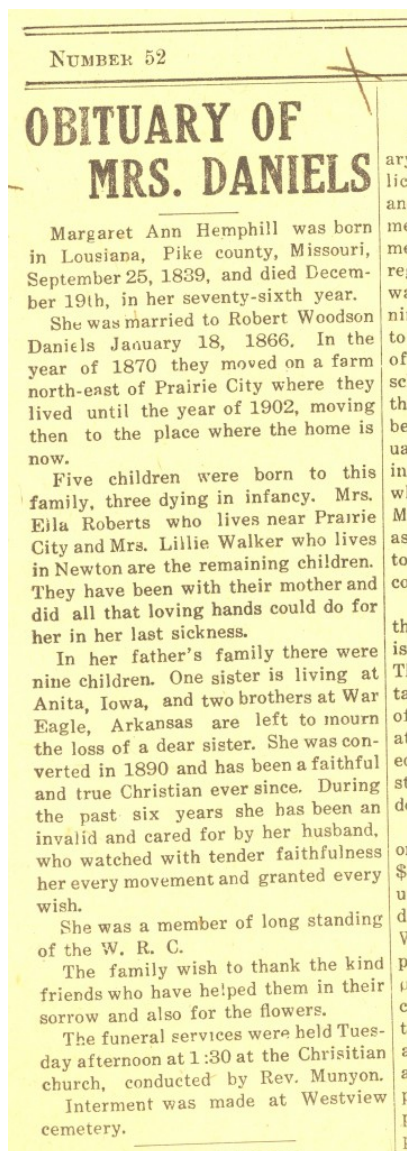 NUMBER 52
OBITUARY OF
MRS. DANIELS
Margaret Ann Hemphill was born
in Lousiana, Pike county, Missouri,
September 25, 1839, and died Decem-
ber 19th, in her seventy-sixth year.
She was married to Robert Woodson
Daniels January 18, 1866. In the
year of 1870 they moved on a farm
north-east of Prairie City where they
lived until the year of 1902, moving
then to the place where the home is
now.
Five children were born to this
family, three dying in infancy. Mrs.
Ella Roberts who lives near Prairie
City and Mrs. Lillie Walker who lives
in Newton are the remaining children.
They have been with their mother and
did all that loving hands could do for
her in her last sickness.
In her father's family there were
nine children. One sister is living at
Anita, Iowa, and two brothers at War
Eagle, Arkansas are left to mourn
the loss of a dear sister. She was con-
verted in 1890 and has been a faithful
and true Christian ever since. During
the past six years she has been an
invalid and cared for by her husband,
who watched with tender faithfulness
her every movement and granted every
wish.
She was a member of long standing
of the W. R. C.
The family wish to thank the kind
friends who have helped them in their
sorrow and also for the flowers.
The funeral services were held Tues-
day afternoon at 1:30 at the Chrisitian
church, conducted by Rev. Munyon.
Interment was made at Westview
cemetery.